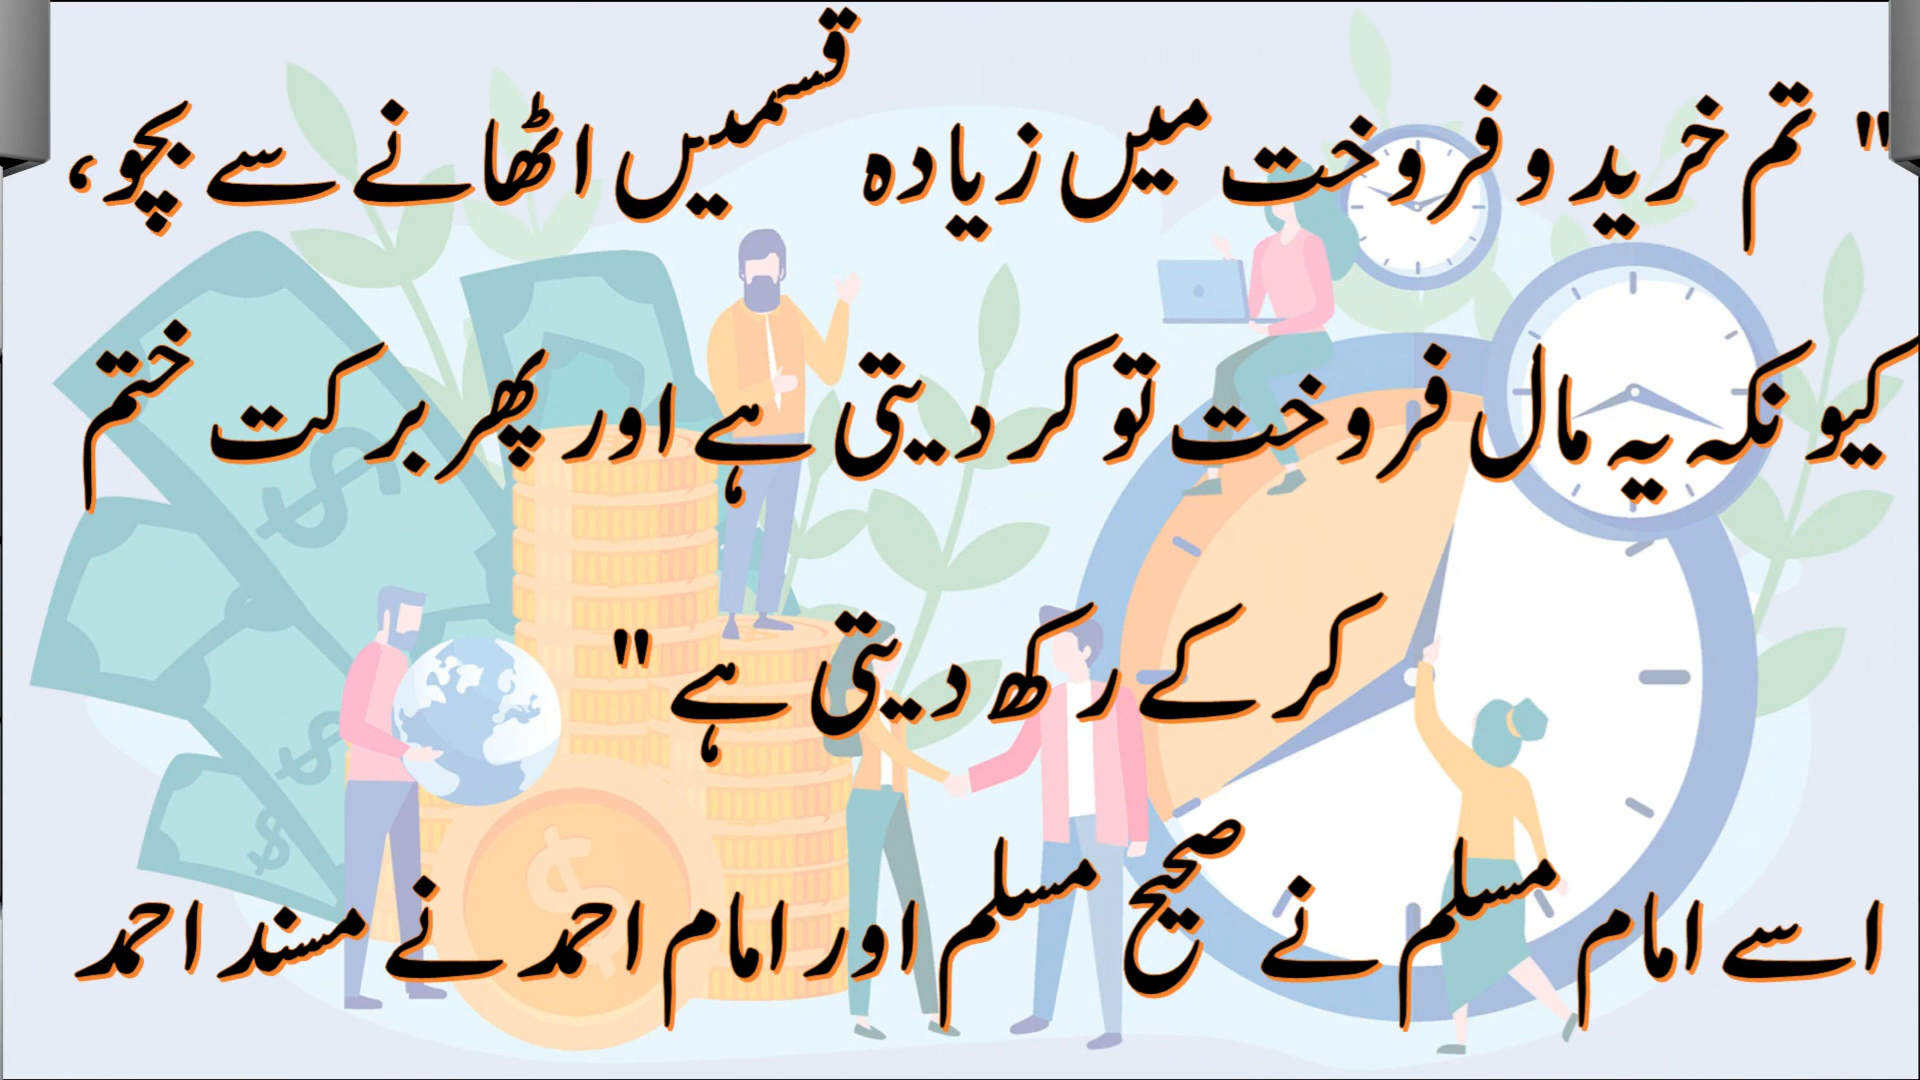 " تم خرید و فروخت میں زیادہ قسمیں اٹھانے سے بچو،
کیونکہ یہ مال فروخت تو کر دیتی ہے اور پھر برکت ختم
کر کے رکھ دیتی ہے "
اسے امام مسلم نے صحیح مسلم اور امام احمد نے مسند احمد